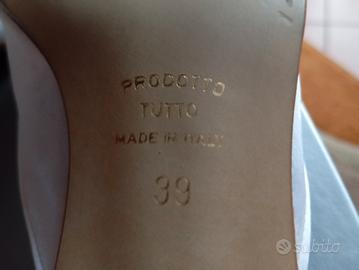 PRODOTTO
TUTTO
MADE IN ITALY
39
subito